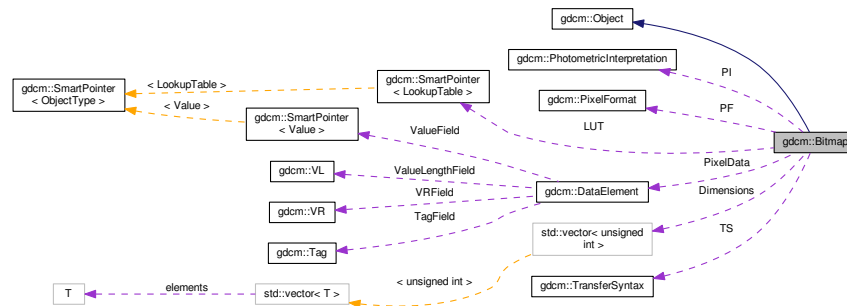 gdcm::Object
gdcm::PhotometricInterpretation
PI
< LookupTable >
gdcm::SmartPointer
< ObjectType >
gdcm::SmartPointer
< LookupTable >
gdcm::PixelFormat
PF
< Value >
gdcm::SmartPointer
< Value >
ValueField
LUT
gdcm::Bitmap
gdcm::VL
ValueLengthField
PixelData
gdcm::VR
VRField
gdcm::DataElement
Dimensions
gdcm::Tag
TagField
std::vector< unsigned
int >
TS
T
elements
std::vector< T >
< unsigned int >
gdcm::TransferSyntax